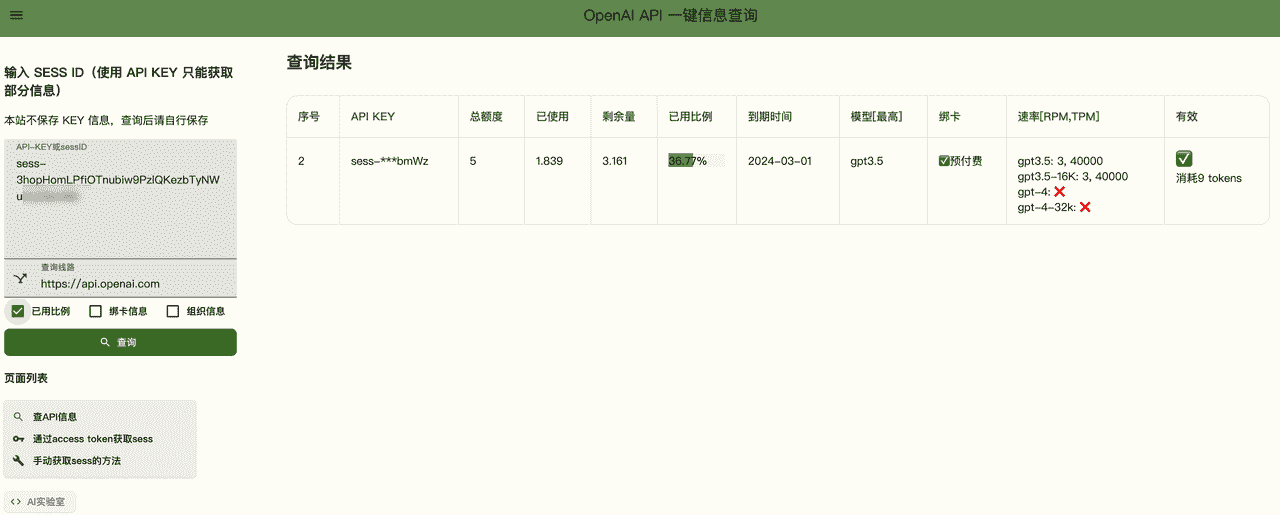 OpenAI API 一键信息查询
输入 SESS ID（使用 API KEY 只能获取
部分信息）
本站不保存 KEY 信息，查询后请自行保存
API-KEY或sessID
sess-
3hopHomLPfiOTnubiw9PzlQKezbTyNW
u
查询线路
https://api.openai.com
已用比例 绑卡信息 组织信息
查询
页面列表
查API信息
通过access token获取sess
手动获取sess的方法
AI实验室
查询结果
序号 API KEY 总额度 已使用 剩余量 已用比例 到期时间 模型[最高] 绑卡 速率[RPM,TPM] 有效
2 sess-***bmWz 5 1.839 3.161 36.77% 2024-03-01 gpt3.5 ✅预付费 gpt3.5: 3, 40000 ✅
gpt3.5-16K: 3, 40000 消耗9 tokens
gpt-4: ❌
gpt-4-32k: ❌